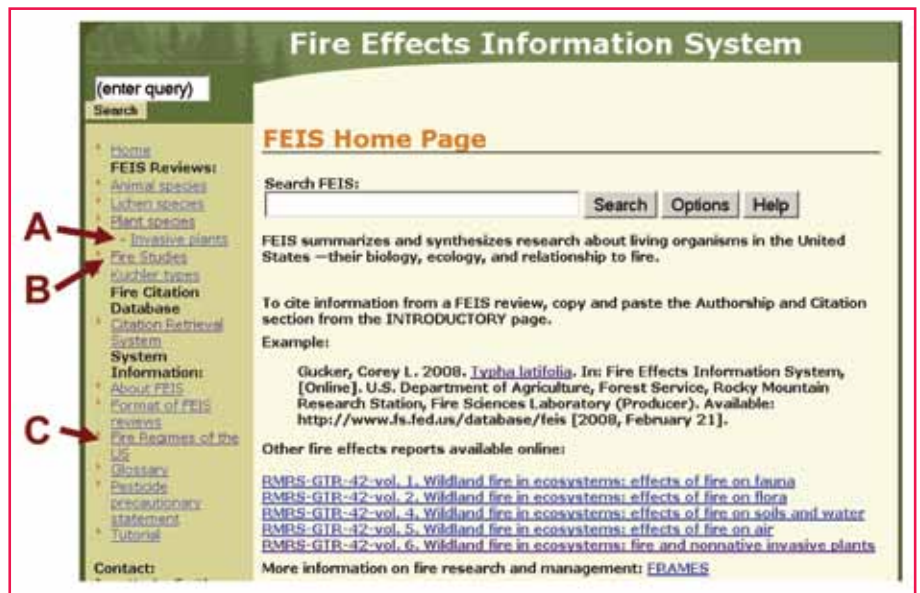 Fire Effects Information System
(enter query)
Search
Home
FEIS Reviews:
Animal species
Lichen species
Plant species
- Invasive plants
Fire Studies
Kuchler types
Fire Citation
Database
Citation Retrieval
System
System
Information:
About FEIS
Format of FEIS
reviews
Fire Regimes of the
US
Glossary
Pesticide
precautionary
statement
Tutorial
Contact:
A
B
C
FEIS Home Page
Search FEIS:
Search Options Help
FEIS summarizes and synthesizes research about living organisms in the United
States —their biology, ecology, and relationship to fire.
To cite information from a FEIS review, copy and paste the Authorship and Citation
section from the INTRODUCTORY page.
Example:
Gucker, Corey L. 2008. Typha latifolia. In: Fire Effects Information System,
[Online]. U.S. Department of Agriculture, Forest Service, Rocky Mountain
Research Station, Fire Sciences Laboratory (Producer). Available:
http://www.fs.fed.us/database/feis [2008, February 21].
Other fire effects reports available online:
RMRS-GTR-42-vol. 1. Wildland fire in ecosystems: effects of fire on fauna
RMRS-GTR-42-vol. 2. Wildland fire in ecosystems: effects of fire on flora
RMRS-GTR-42-vol. 4. Wildland fire in ecosystems: effects of fire on soils and water
RMRS-GTR-42-vol. 5. Wildland fire in ecosystems: effects of fire on air
RMRS-GTR-42-vol. 6. Wildland fire in ecosystems: fire and nonnative invasive plants
More information on fire research and management: FRAMES